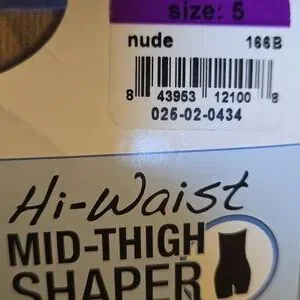 size: 5
nude 166B
8 43953 12100 8
025-02-0434
Hi-Waist
MID-THIGH
SHAPER